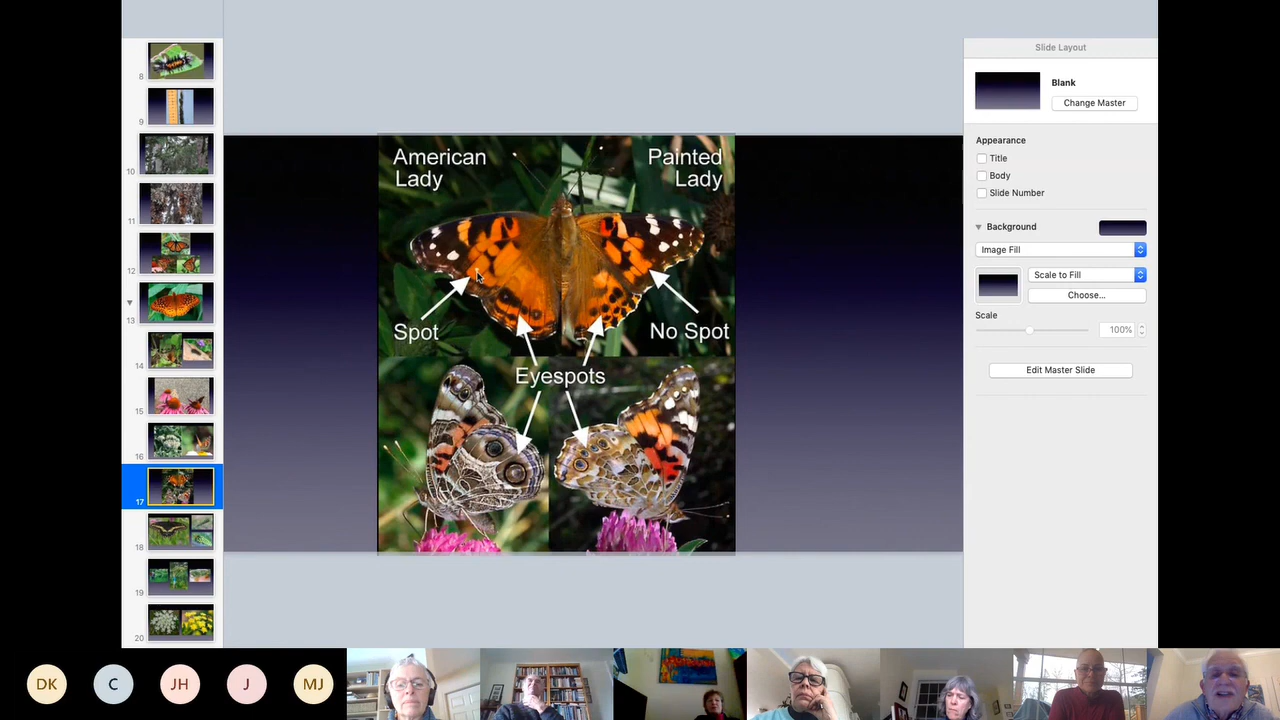 8
9
10
11
12
13
14
15
16
17
18
19
20
American
Lady
Painted
Lady
Spot
No Spot
Eyespots
Slide Layout
Blank
Change Master
Appearance
Title
Body
Slide Number
Background
Image Fill
Scale to Fill
Choose...
Scale
100%
Edit Master Slide
DK
C
JH
J
MJ